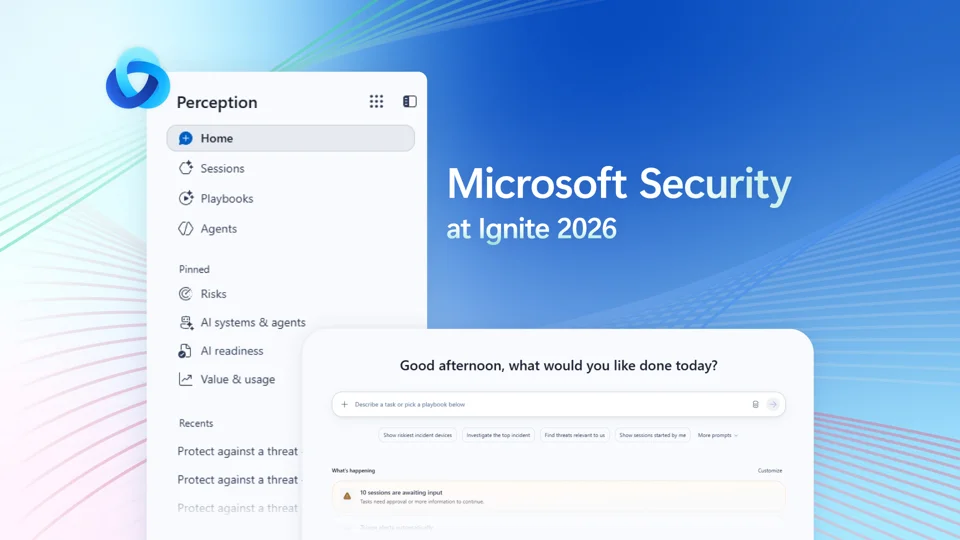 Perception
Home
Sessions
Playbooks
Agents
Pinned
Risks
AI systems & agents
AI readiness
Value & usage
Recents
Protect against a threat
Protect against a threat
Protect against a threat
Microsoft Security
at Ignite 2026
Good afternoon, what would you like done today?
Describe a task or pick a playbook below
Show riskiest incident devices
Investigate the top incident
Find threats relevant to us
Show sessions started by me
More prompts
What's happening
Customize
10 sessions are awaiting input
Tasks need approval or more information to continue.